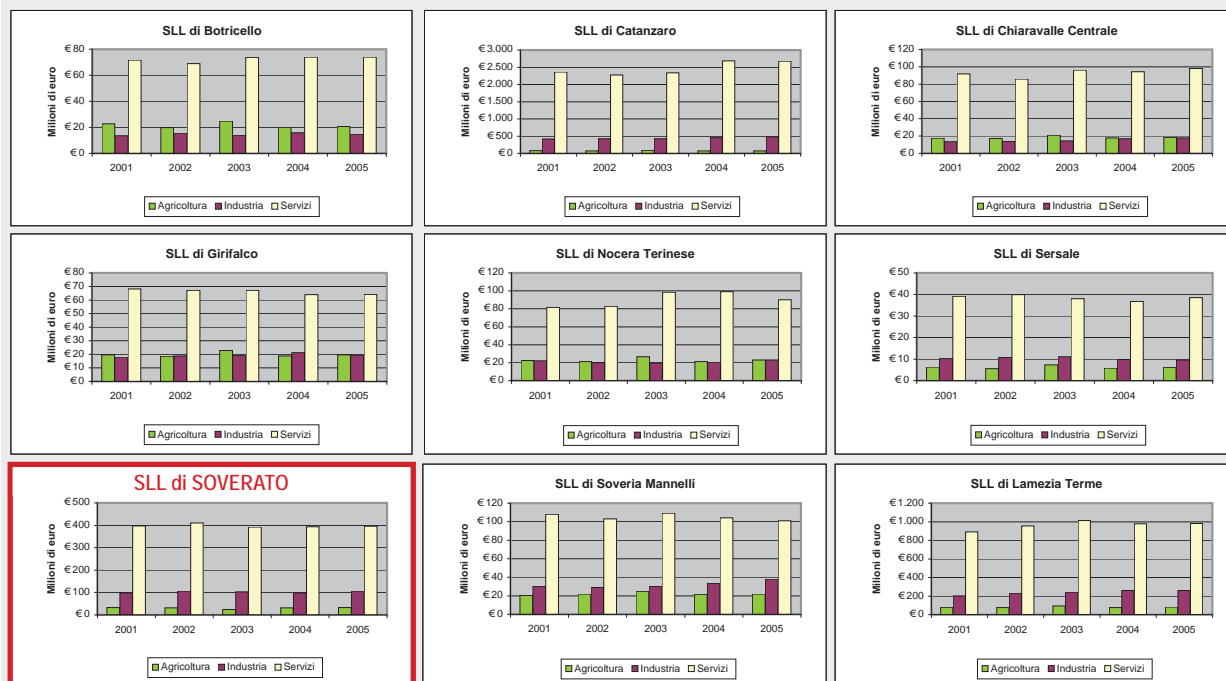 SLL di Botricello
Milioni di euro
€80
€60
€40
€20
€0
2001 2002 2003 2004 2005
Agricoltura Industria Servizi
SLL di Catanzaro
Milioni di euro
€3.000
€2.500
€2.000
€1.500
€1.000
€500
€0
2001 2002 2003 2004 2005
Agricoltura Industria Servizi
SLL di Chiaravalle Centrale
Milioni di euro
€120
€100
€80
€60
€40
€20
€0
2001 2002 2003 2004 2005
Agricoltura Industria Servizi
SLL di Girifalco
Milioni di euro
€80
€70
€60
€50
€40
€30
€20
€10
€0
2001 2002 2003 2004 2005
Agricoltura Industria Servizi
SLL di Nocera Terinese
Milioni di euro
€120
€100
€80
€60
€40
€20
€0
2001 2002 2003 2004 2005
Agricoltura Industria Servizi
SLL di Sersale
Milioni di euro
€50
€40
€30
€20
€10
€0
2001 2002 2003 2004 2005
Agricoltura Industria Servizi
SLL di SOVERATO
Milioni di euro
€500
€400
€300
€200
€100
€0
2001 2002 2003 2004 2005
Agricoltura Industria Servizi
SLL di Soveria Mannelli
Milioni di euro
€120
€100
€80
€60
€40
€20
€0
2001 2002 2003 2004 2005
Agricoltura Industria Servizi
SLL di Lamezia Terme
Milioni di euro
€1.200
€1.000
€800
€600
€400
€200
€0
2001 2002 2003 2004 2005
Agricoltura Industria Servizi